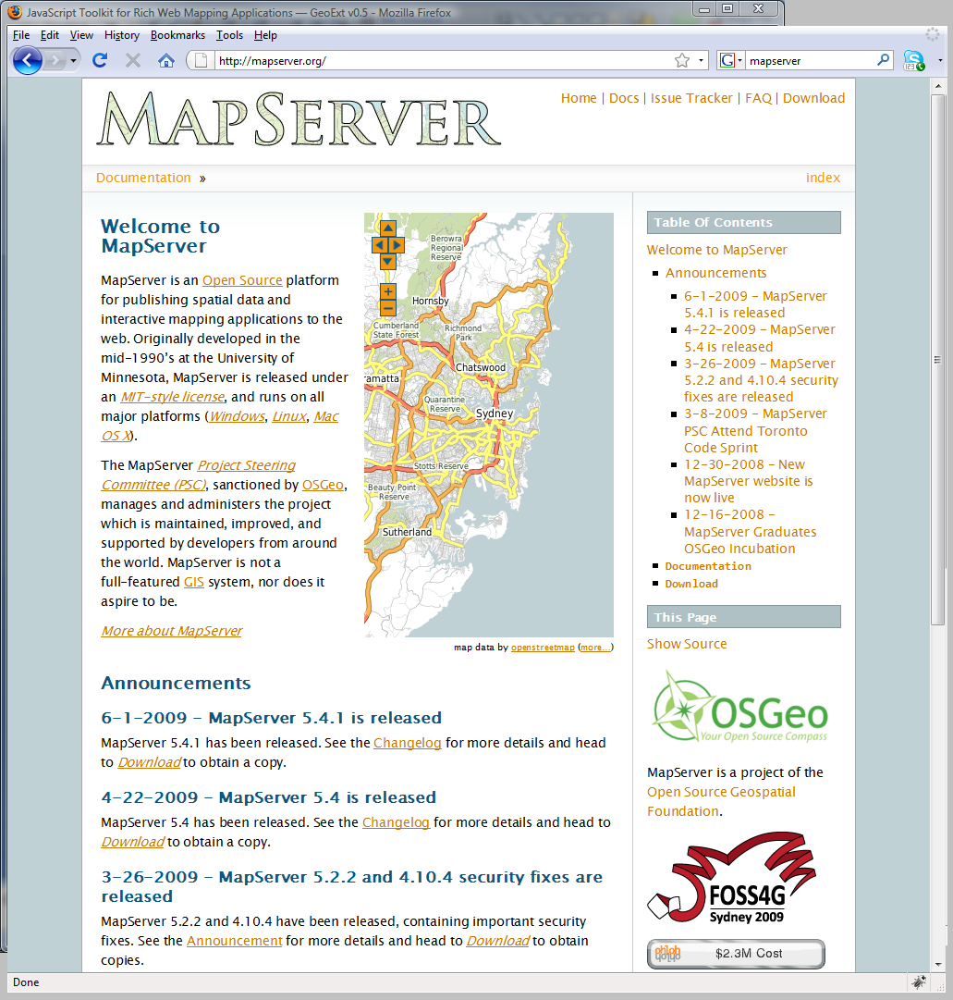 JavaScript Toolkit for Rich Web Mapping Applications — GeoExt v0.5 - Mozilla Firefox
File Edit View History Bookmarks Tools Help
http://mapserver.org/
G
mapserver
123
MAPSERVER
Home | Docs | Issue Tracker | FAQ | Download
Documentation »
index
Welcome to
MapServer
MapServer is an Open Source platform
for publishing spatial data and
interactive mapping applications to the
web. Originally developed in the
mid-1990's at the University of
Minnesota, MapServer is released under
an MIT-style license, and runs on all
major platforms (Windows, Linux, Mac
OS X).
The MapServer Project Steering
Committee (PSC), sanctioned by OSGeo,
manages and administers the project
which is maintained, improved, and
supported by developers from around
the world. MapServer is not a
full-featured GIS system, nor does it
aspire to be.
More about MapServer
Berowra
Regional
Reserve
Hornsby
Cumberland
State Forest
Richmond
Park
Chatswood
ramatta
Quarantine
Reserve
Sydney
Stotts Reserve
Beauty Point
Reserve
Sutherland
map data by openstreetmap (more...)
Announcements
6-1-2009 - MapServer 5.4.1 is released
MapServer 5.4.1 has been released. See the Changelog for more details and head
to Download to obtain a copy.
4-22-2009 - MapServer 5.4 is released
MapServer 5.4 has been released. See the Changelog for more details and head to
Download to obtain a copy.
3-26-2009 - MapServer 5.2.2 and 4.10.4 security fixes are
released
MapServer 5.2.2 and 4.10.4 have been released, containing important security
fixes. See the Announcement for more details and head to Download to obtain
copies.
Table Of Contents
Welcome to MapServer
Announcements
6-1-2009 - MapServer
5.4.1 is released
4-22-2009 - MapServer
5.4 is released
3-26-2009 - MapServer
5.2.2 and 4.10.4 security
fixes are released
3-8-2009 - MapServer
PSC Attend Toronto
Code Sprint
12-30-2008 - New
MapServer website is
now live
12-16-2008 -
MapServer Graduates
OSGeo Incubation
Documentation
Download
This Page
Show Source
OSGeo
Your Open Source Compass
MapServer is a project of the
Open Source Geospatial
Foundation.
FOSS4G
Sydney 2009
ohloh
$2.3M Cost
Done